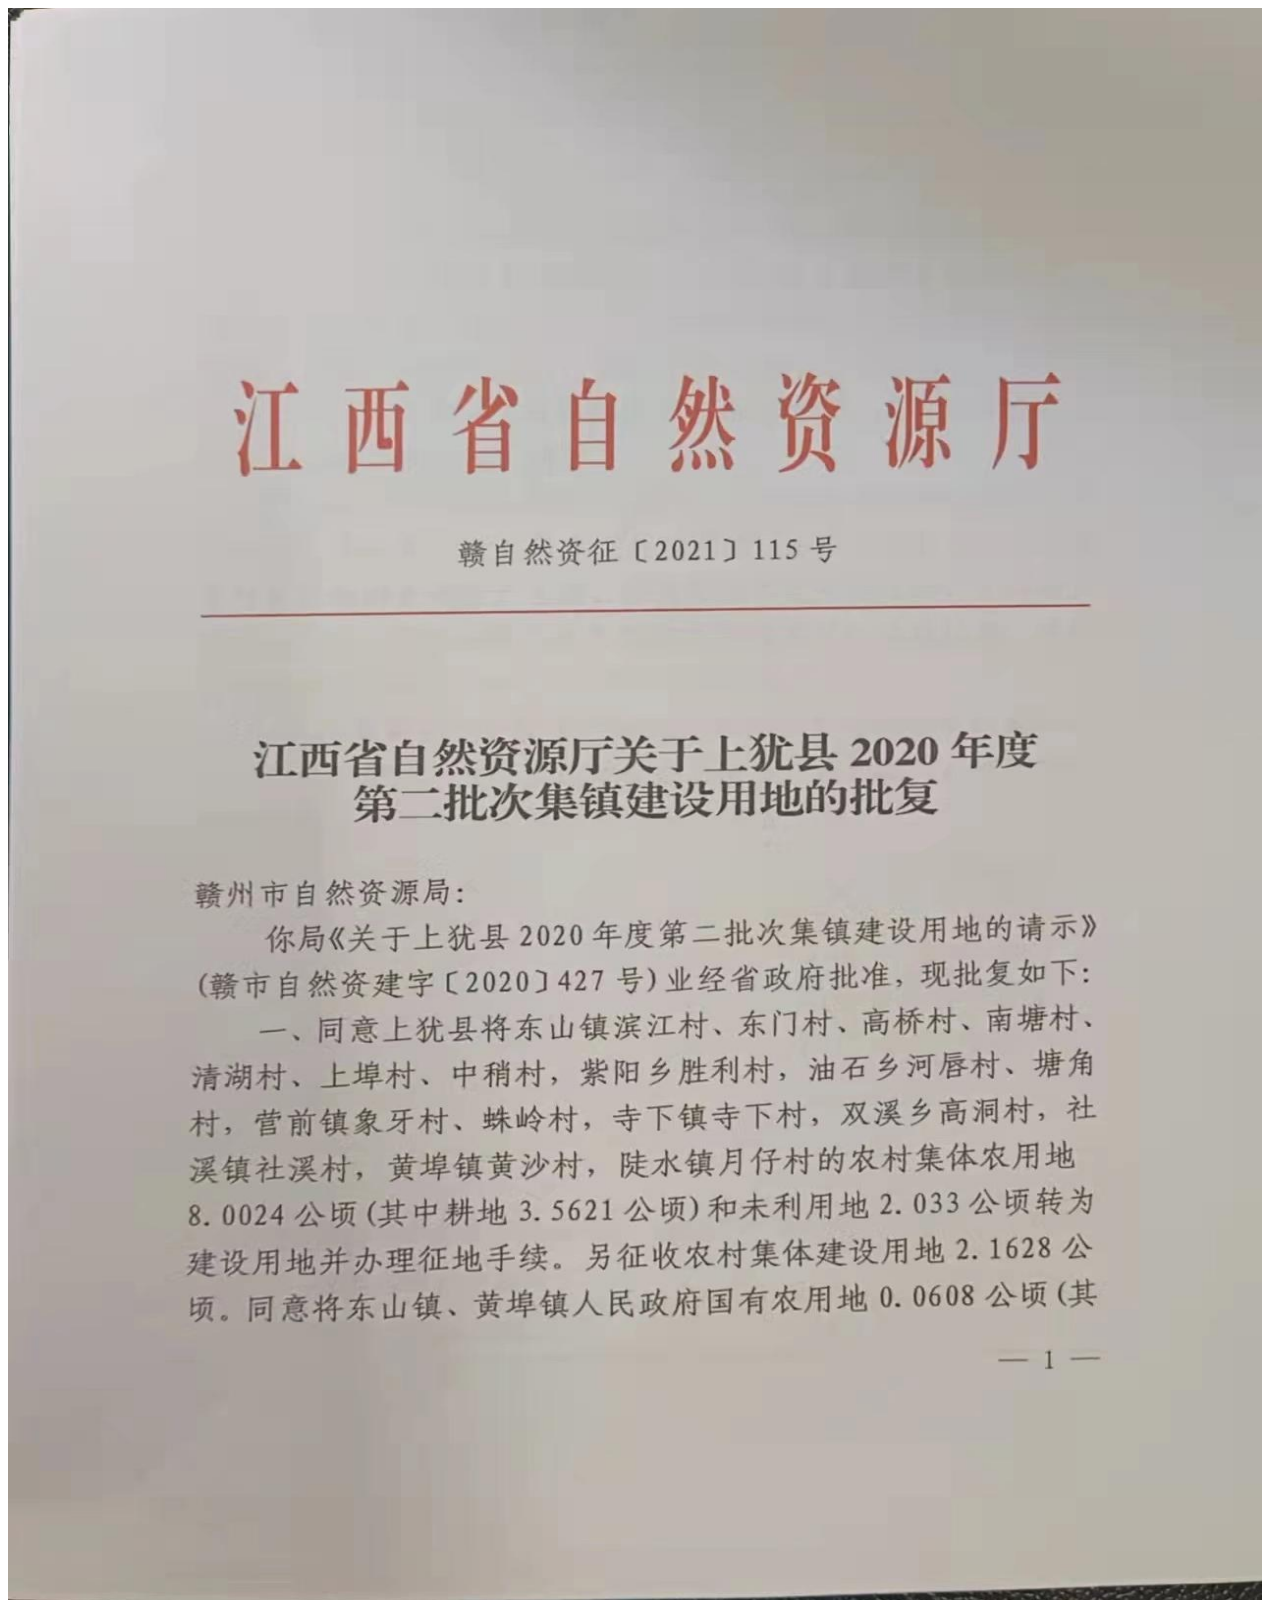 江西省自然资源厅
赣自然资征〔2021〕115号
江西省自然资源厅关于上犹县2020年度
第二批次集镇建设用地的批复
赣州市自然资源局：
你局《关于上犹县2020年度第二批次集镇建设用地的请示》
(赣市自然资建字〔2020〕427号)业经省政府批准，现批复如下：
一、同意上犹县将东山镇滨江村、东门村、高桥村、南塘村、
清湖村、上埠村、中稍村，紫阳乡胜利村，油石乡河唇村、塘角
村，营前镇象牙村、蛛岭村，寺下镇寺下村，双溪乡高洞村，社
溪镇社溪村，黄埠镇黄沙村，陡水镇月仔村的农村集体农用地
8.0024公顷(其中耕地3.5621公顷)和未利用地2.033公顷转为
建设用地并办理征地手续。另征收农村集体建设用地2.1628公
顷。同意将东山镇、黄埠镇人民政府国有农用地0.0608公顷(其
— 1 —